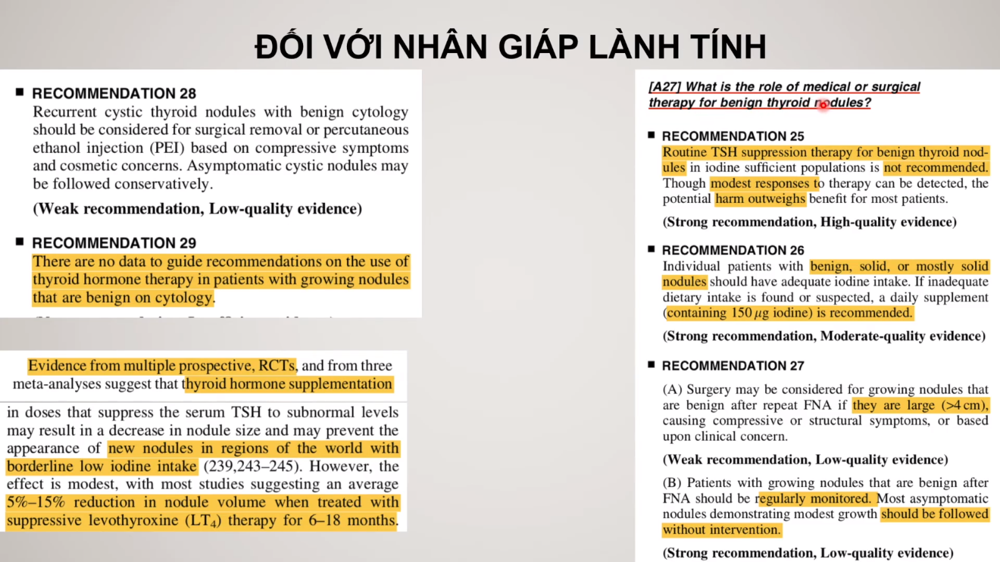 ĐỐI VỚI NHÂN GIÁP LÀNH TÍNH
■ RECOMMENDATION 28
Recurrent cystic thyroid nodules with benign cytology
should be considered for surgical removal or percutaneous
ethanol injection (PEI) based on compressive symptoms
and cosmetic concerns. Asymptomatic cystic nodules may
be followed conservatively.
(Weak recommendation, Low-quality evidence)
■ RECOMMENDATION 29
There are no data to guide recommendations on the use of
thyroid hormone therapy in patients with growing nodules
that are benign on cytology.
Evidence from multiple prospective, RCTs, and from three
meta-analyses suggest that thyroid hormone supplementation
in doses that suppress the serum TSH to subnormal levels
may result in a decrease in nodule size and may prevent the
appearance of new nodules in regions of the world with
borderline low iodine intake (239,243–245). However, the
effect is modest, with most studies suggesting an average
5%–15% reduction in nodule volume when treated with
suppressive levothyroxine (LT4) therapy for 6–18 months.
[A27] What is the role of medical or surgical
therapy for benign thyroid nodules?
■ RECOMMENDATION 25
Routine TSH suppression therapy for benign thyroid nod-
ules in iodine sufficient populations is not recommended.
Though modest responses to therapy can be detected, the
potential harm outweighs benefit for most patients.
(Strong recommendation, High-quality evidence)
■ RECOMMENDATION 26
Individual patients with benign, solid, or mostly solid
nodules should have adequate iodine intake. If inadequate
dietary intake is found or suspected, a daily supplement
(containing 150 μg iodine) is recommended.
(Strong recommendation, Moderate-quality evidence)
■ RECOMMENDATION 27
(A) Surgery may be considered for growing nodules that
are benign after repeat FNA if they are large (>4 cm),
causing compressive or structural symptoms, or based
upon clinical concern.
(Weak recommendation, Low-quality evidence)
(B) Patients with growing nodules that are benign after
FNA should be regularly monitored. Most asymptomatic
nodules demonstrating modest growth should be followed
without intervention.
(Strong recommendation, Low-quality evidence)